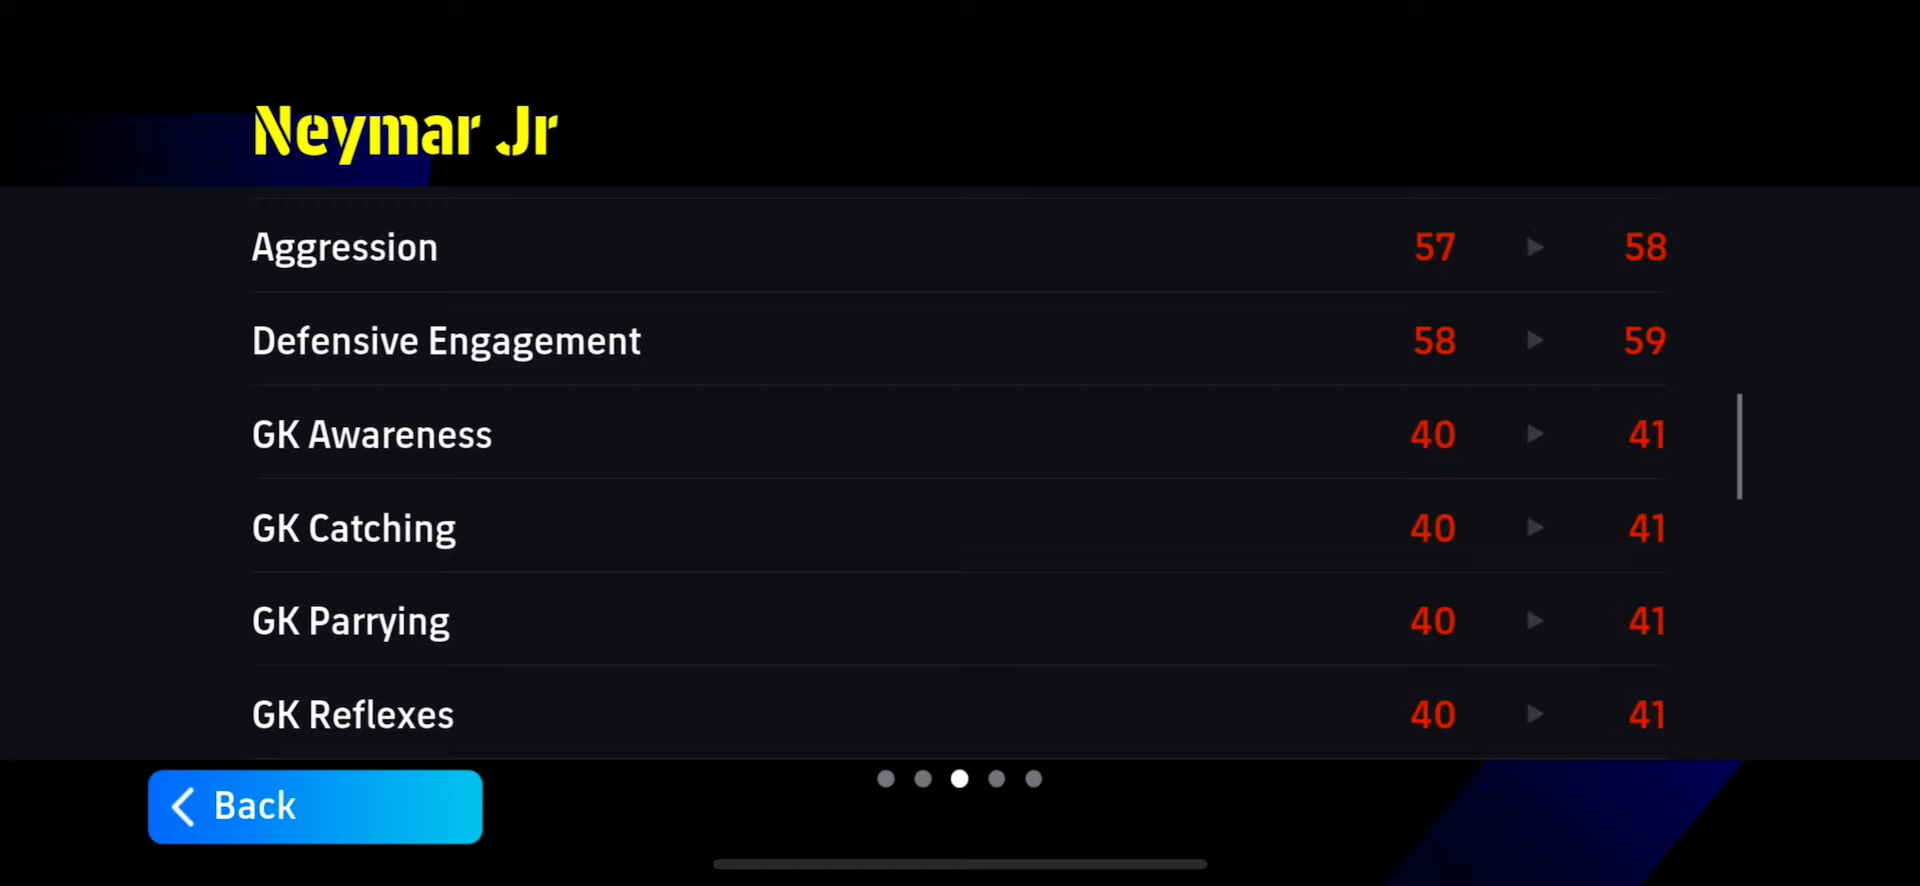 Neymar Jr
Aggression 57 ▶ 58
Defensive Engagement 58 ▶ 59
GK Awareness 40 ▶ 41
GK Catching 40 ▶ 41
GK Parrying 40 ▶ 41
GK Reflexes 40 ▶ 41
Back